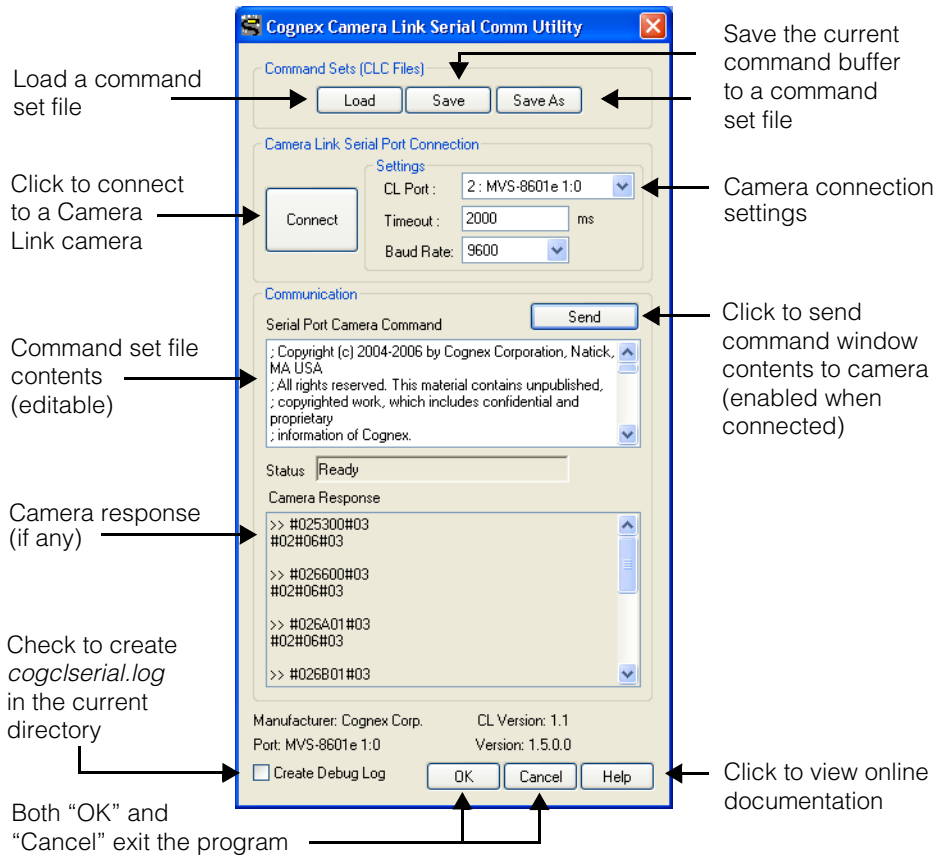 Cognex Camera Link Serial Comm Utility
Save the current
command buffer
to a command
set file
Load a command
set file
Command Sets (CLC Files)
Load
Save
Save As
Camera Link Serial Port Connection
Settings
Click to connect
to a Camera
Link camera
Connect
CL Port :
2 : MVS-8601e 1:0
Timeout :
2000
ms
Baud Rate:
9600
Camera connection
settings
Communication
Serial Port Camera Command
Send
Click to send
command window
contents to camera
(enabled when
connected)
Command set file
contents
(editable)
; Copyright (c) 2004-2006 by Cognex Corporation, Natick,
MA USA
; All rights reserved. This material contains unpublished,
; copyrighted work, which includes confidential and
proprietary
; information of Cognex.
Status
Ready
Camera Response
Camera response
(if any)
>> #025300#03
#02#06#03
>> #026600#03
#02#06#03
>> #026A01#03
#02#06#03
>> #026B01#03
Check to create
cogclserial.log
in the current
directory
Manufacturer: Cognex Corp.
CL Version: 1.1
Port: MVS-8601e 1:0
Version: 1.5.0.0
Create Debug Log
OK
Cancel
Help
Click to view online
documentation
Both “OK” and
“Cancel” exit the program